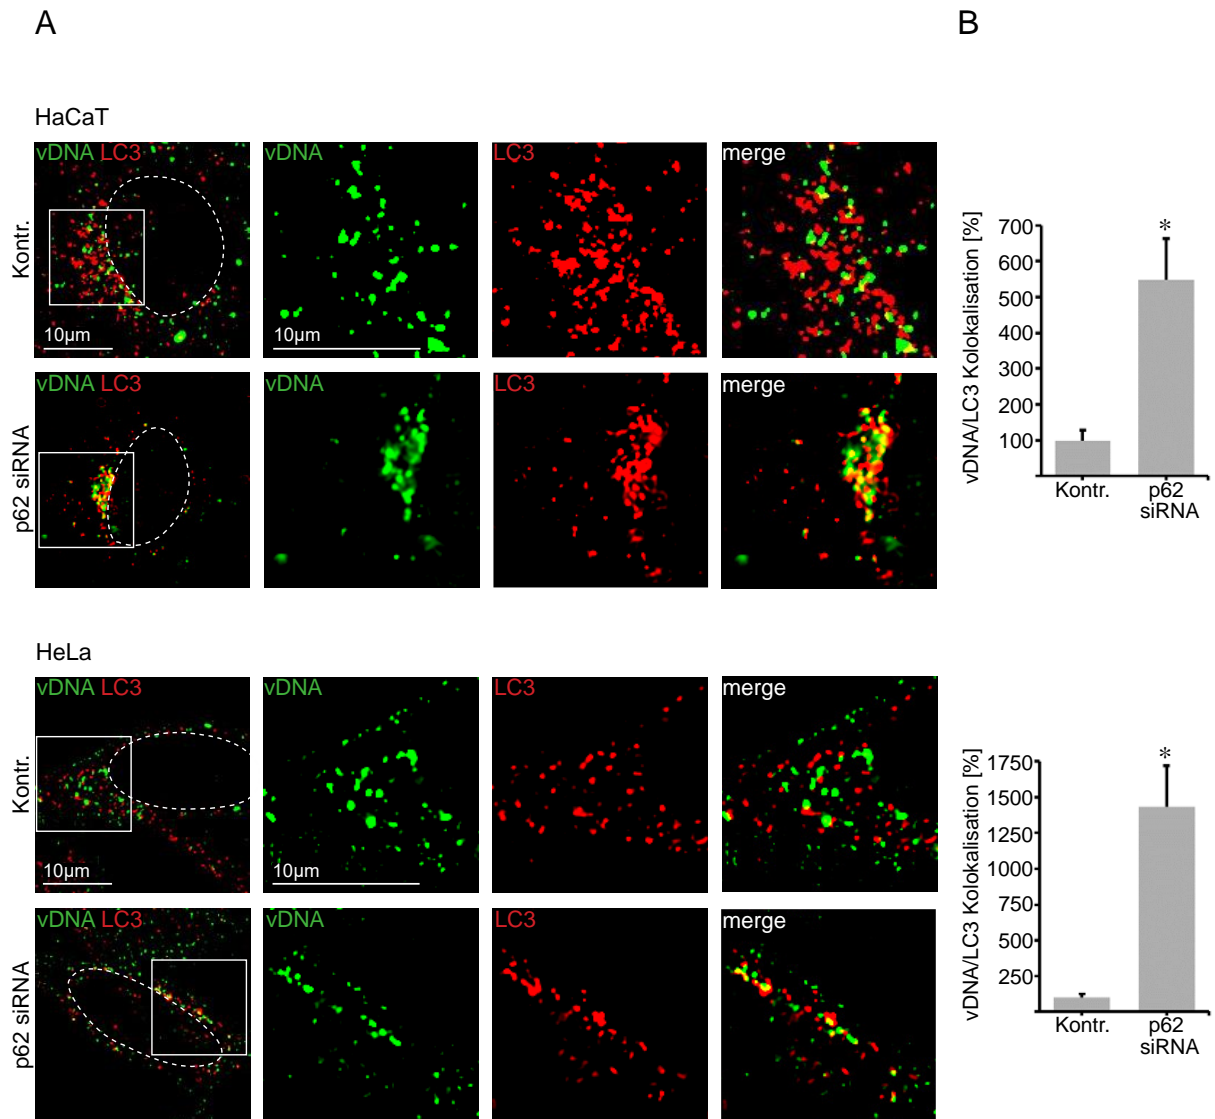 A
B
HaCaT
Kontr.
vDNA LC3
10µm
vDNA
10µm
LC3
merge
p62 siRNA
vDNA LC3
vDNA
LC3
merge
vDNA/LC3 Kolokalisation [%]
700
600
500
400
300
200
100
*
Kontr.
p62
siRNA
HeLa
Kontr.
vDNA LC3
10µm
vDNA
10µm
LC3
merge
p62 siRNA
vDNA LC3
vDNA
LC3
merge
vDNA/LC3 Kolokalisation [%]
1750
1500
1250
1000
750
500
250
*
Kontr.
p62
siRNA